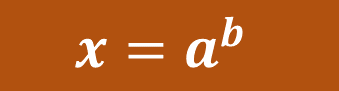 x = a^b